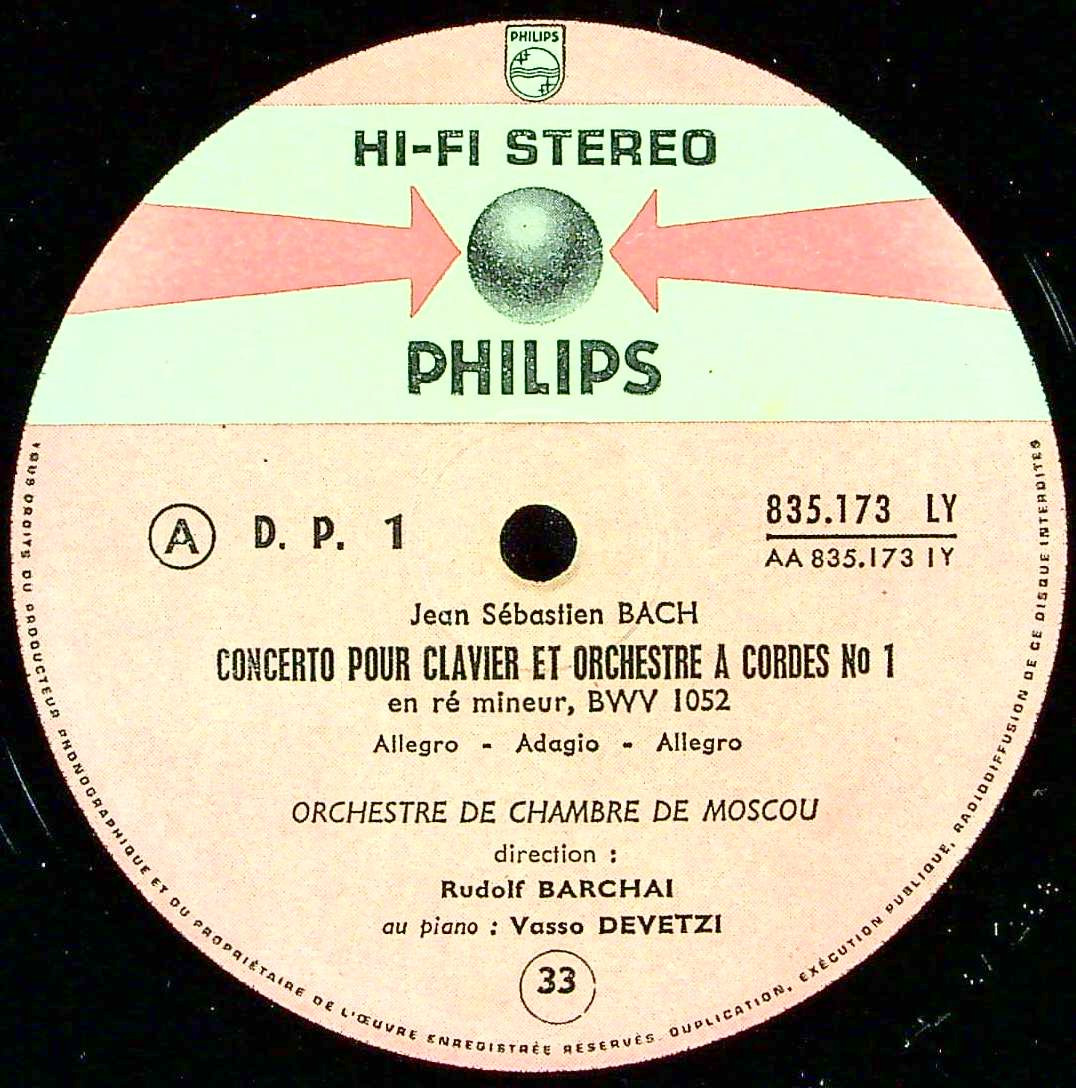 PHILIPS
HI-FI STEREO
PHILIPS
A D. P. 1
835.173 LY
AA 835.173 1Y
Jean Sébastien BACH
CONCERTO POUR CLAVIER ET ORCHESTRE A CORDES No 1
en ré mineur, BWV 1052
Allegro - Adagio - Allegro
ORCHESTRE DE CHAMBRE DE MOSCOU
direction :
Rudolf BARCHAI
au piano : Vasso DEVETZI
33
TOUS DROITS DU PRODUCTEUR PHONOGRAPHIQUE ET DU PROPRIÉTAIRE DE L'ŒUVRE ENREGISTRÉE RÉSERVÉS. DUPLICATION, EXÉCUTION PUBLIQUE, RADIODIFFUSION DE CE DISQUE INTERDITES